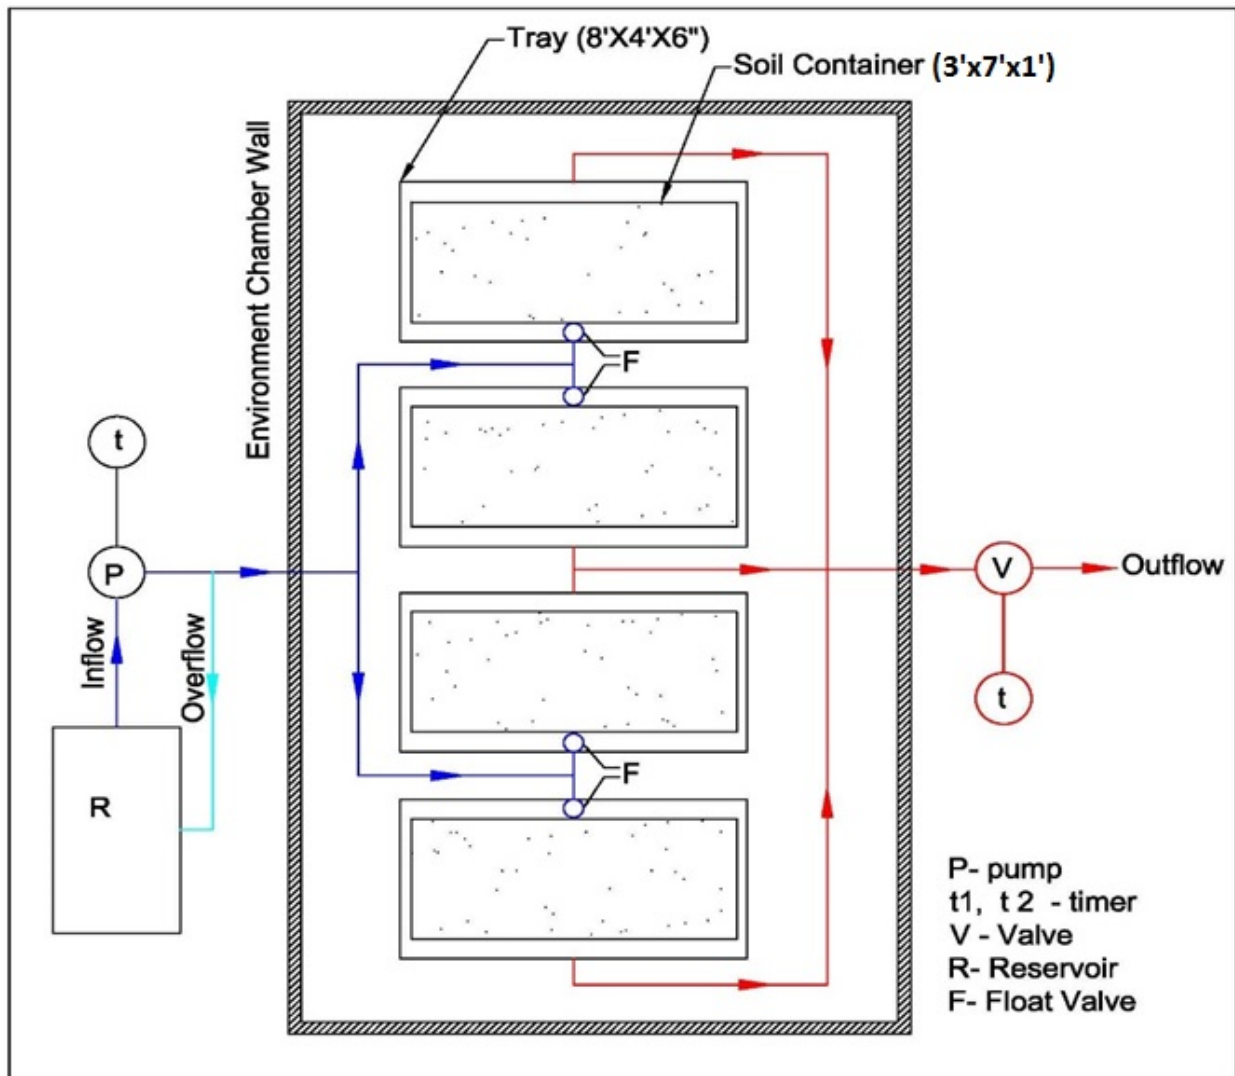 Tray (8'X4'X6")
Soil Container (3'x7'x1')
Environment Chamber Wall
F
t
P
Inflow
Overflow
R
V
Outflow
t
F
P- pump
t1, t 2 - timer
V - Valve
R- Reservoir
F- Float Valve